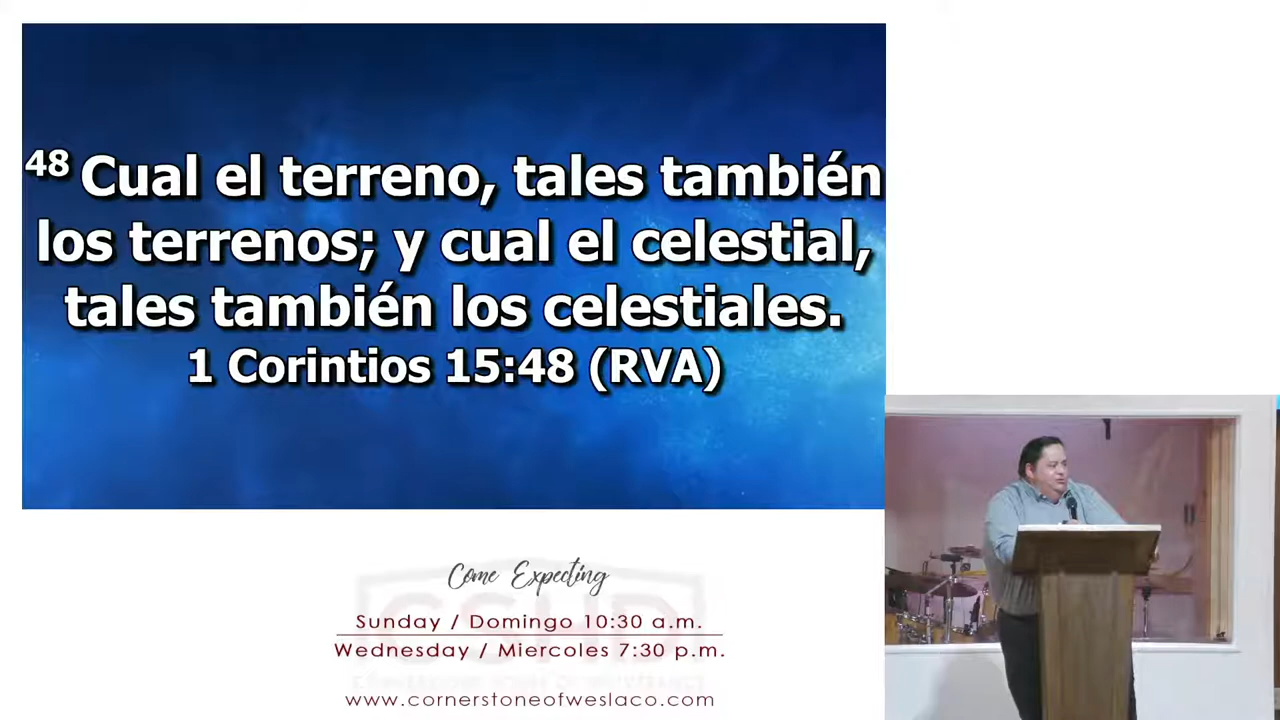 48 Cual el terreno, tales también
los terrenos; y cual el celestial,
tales también los celestiales.
1 Corintios 15:48 (RVA)
Come Expecting
Sunday / Domingo 10:30 a.m.
Wednesday / Miercoles 7:30 p.m.
www.cornerstoneofweslaco.com